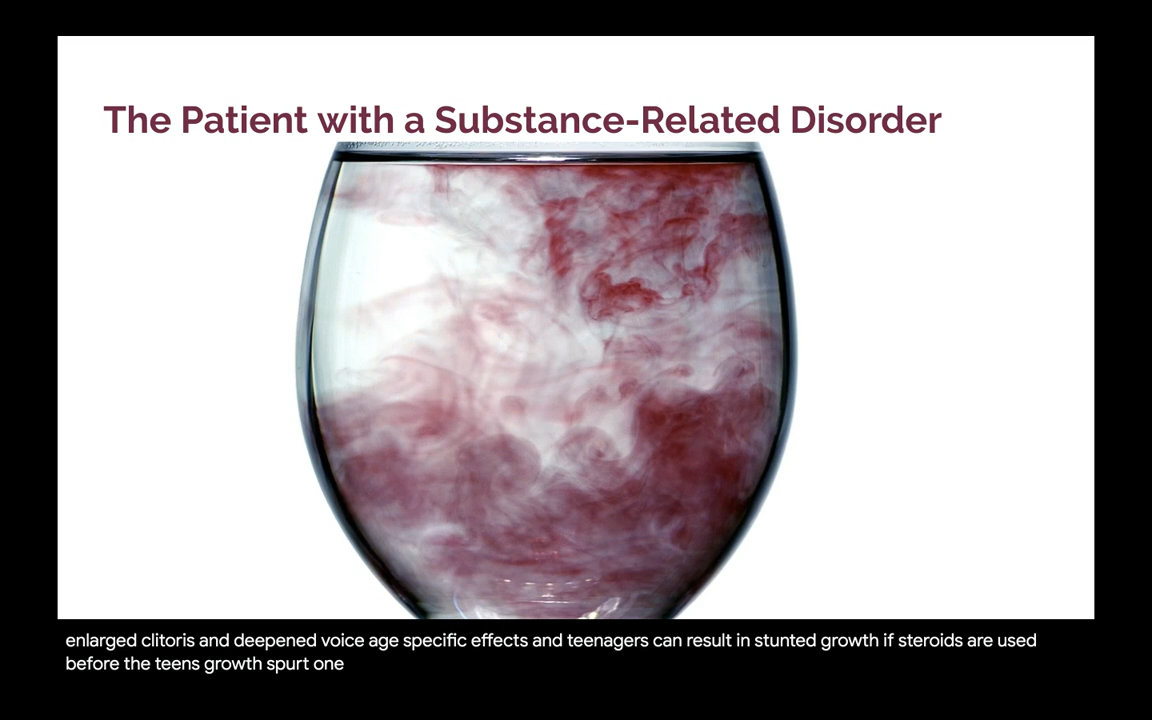 The Patient with a Substance-Related Disorder
enlarged clitoris and deepened voice age specific effects and teenagers can result in stunted growth if steroids are used
before the teens growth spurt one